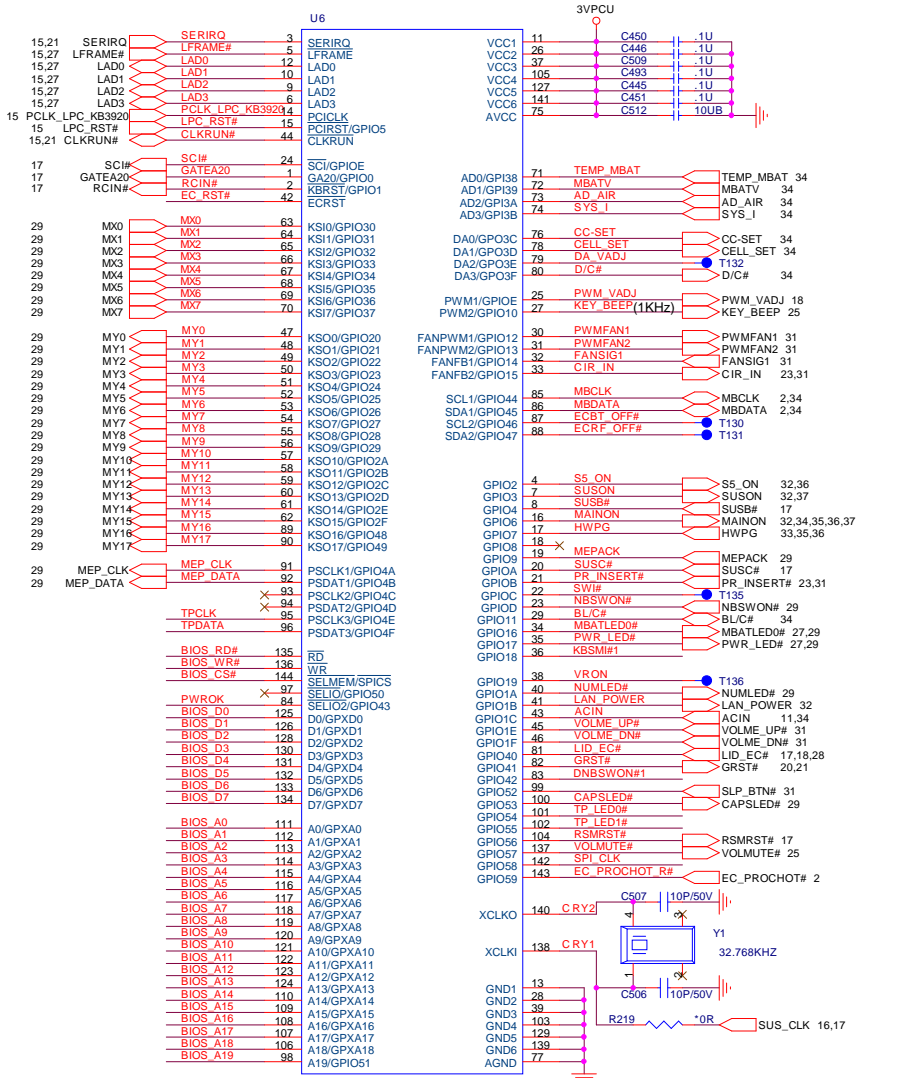 U6
15,21 SERIRQ SERIRQ 3 SERIRQ
15,27 LFRAME# LFRAME# 5 LFRAME
15,27 LAD0 LAD0 12 LAD0
15,27 LAD1 LAD1 10 LAD1
15,27 LAD2 LAD2 9 LAD2
15,27 LAD3 LAD3 6 LAD3
15 PCLK_LPC_KB3920 PCLK_LPC_KB3920 14 PCICLK
15 LPC_RST# LPC_RST# 15 PCIRST/GPIO5
15,21 CLKRUN# CLKRUN# 44 CLKRUN
17 SCI# SCI# 24 SCI/GPIOE
17 GATEA20 GATEA20 1 GA20/GPIO0
17 RCIN# RCIN# 2 KBRST/GPIO1
EC_RST# 42 ECRST
29 MX0 MX0 63 KSI0/GPIO30
29 MX1 MX1 64 KSI1/GPIO31
29 MX2 MX2 65 KSI2/GPIO32
29 MX3 MX3 66 KSI3/GPIO33
29 MX4 MX4 67 KSI4/GPIO34
29 MX5 MX5 68 KSI5/GPIO35
29 MX6 MX6 69 KSI6/GPIO36
29 MX7 MX7 70 KSI7/GPIO37
29 MY0 MY0 47 KSO0/GPIO20
29 MY1 MY1 48 KSO1/GPIO21
29 MY2 MY2 49 KSO2/GPIO22
29 MY3 MY3 50 KSO3/GPIO23
29 MY4 MY4 51 KSO4/GPIO24
29 MY5 MY5 52 KSO5/GPIO25
29 MY6 MY6 53 KSO6/GPIO26
29 MY7 MY7 54 KSO7/GPIO27
29 MY8 MY8 55 KSO8/GPIO28
29 MY9 MY9 56 KSO9/GPIO29
29 MY10 MY10 57 KSO10/GPIO2A
29 MY11 MY11 58 KSO11/GPIO2B
29 MY12 MY12 59 KSO12/GPIO2C
29 MY13 MY13 60 KSO13/GPIO2D
29 MY14 MY14 61 KSO14/GPIO2E
29 MY15 MY15 62 KSO15/GPIO2F
29 MY16 MY16 89 KSO16/GPIO48
29 MY17 MY17 90 KSO17/GPIO49
29 MEP_CLK MEP_CLK 91 PSCLK1/GPIO4A
29 MEP_DATA MEP_DATA 92 PSDAT1/GPIO4B
93 PSCLK2/GPIO4C
94 PSDAT2/GPIO4D
TPCLK 95 PSCLK3/GPIO4E
TPDATA 96 PSDAT3/GPIO4F
BIOS_RD# 135 RD
BIOS_WR# 136 WR
BIOS_CS# 144 SELMEM/SPICS
97 SELIO/GPIO50
PWROK 84 SELIO2/GPIO43
BIOS_D0 125 D0/GPXD0
BIOS_D1 126 D1/GPXD1
BIOS_D2 128 D2/GPXD2
BIOS_D3 130 D3/GPXD3
BIOS_D4 131 D4/GPXD4
BIOS_D5 132 D5/GPXD5
BIOS_D6 133 D6/GPXD6
BIOS_D7 134 D7/GPXD7
BIOS_A0 111 A0/GPXA0
BIOS_A1 112 A1/GPXA1
BIOS_A2 113 A2/GPXA2
BIOS_A3 114 A3/GPXA3
BIOS_A4 115 A4/GPXA4
BIOS_A5 116 A5/GPXA5
BIOS_A6 117 A6/GPXA6
BIOS_A7 118 A7/GPXA7
BIOS_A8 119 A8/GPXA8
BIOS_A9 120 A9/GPXA9
BIOS_A10 121 A10/GPXA10
BIOS_A11 122 A11/GPXA11
BIOS_A12 123 A12/GPXA12
BIOS_A13 124 A13/GPXA13
BIOS_A14 110 A14/GPXA14
BIOS_A15 109 A15/GPXA15
BIOS_A16 108 A16/GPXA16
BIOS_A17 107 A17/GPXA17
BIOS_A18 106 A18/GPXA18
BIOS_A19 98 A19/GPIO51
3VPCU
VCC1 11 C450 .1U
VCC2 26 C446 .1U
VCC3 37 C509 .1U
VCC4 105 C493 .1U
VCC5 127 C445 .1U
VCC6 141 C451 .1U
AVCC 75 C512 10UB
AD0/GPI38 71 TEMP_MBAT TEMP_MBAT 34
AD1/GPI39 72 MBATV MBATV 34
AD2/GPI3A 73 AD_AIR AD_AIR 34
AD3/GPI3B 74 SYS_I SYS_I 34
DA0/GPO3C 76 CC-SET CC-SET 34
DA1/GPO3D 78 CELL_SET CELL_SET 34
DA2/GPO3E 79 DA_VADJ T132
DA3/GPO3F 80 D/C# D/C# 34
PWM1/GPIOE 25 PWM_VADJ PWM_VADJ 18
PWM2/GPIO10 27 KEY_BEEP(1KHz) KEY_BEEP 25
FANPWM1/GPIO12 30 PWMFAN1 PWMFAN1 31
FANPWM2/GPIO13 31 PWMFAN2 PWMFAN2 31
FANFB1/GPIO14 32 FANSIG1 FANSIG1 31
FANFB2/GPIO15 33 CIR_IN CIR_IN 23,31
SCL1/GPIO44 85 MBCLK MBCLK 2,34
SDA1/GPIO45 86 MBDATA MBDATA 2,34
SCL2/GPIO46 87 ECBT_OFF# T130
SDA2/GPIO47 88 ECRF_OFF# T131
GPIO2 4 S5_ON S5_ON 32,36
GPIO3 7 SUSON SUSON 32,37
GPIO4 8 SUSB# SUSB# 17
GPIO6 16 MAINON MAINON 32,34,35,36,37
GPIO7 17 HWPG HWPG 33,35,36
GPIO8 18
GPIO9 19 MEPACK MEPACK 29
GPIOA 20 SUSC# SUSC# 17
GPIOB 21 PR_INSERT# PR_INSERT# 23,31
GPIOC 22 SWI# T135
GPIOD 23 NBSWON# NBSWON# 29
GPIO11 29 BL/C# BL/C# 34
GPIO16 34 MBATLED0# MBATLED0# 27,29
GPIO17 35 PWR_LED# PWR_LED# 27,29
GPIO18 36 KBSMI#1
GPIO19 38 VRON T136
GPIO1A 40 NUMLED# NUMLED# 29
GPIO1B 41 LAN_POWER LAN_POWER 32
GPIO1C 43 ACIN ACIN 11,34
GPIO1E 45 VOLME_UP# VOLME_UP# 31
GPIO1F 46 VOLME_DN# VOLME_DN# 31
GPIO40 81 LID_EC# LID_EC# 17,18,28
GPIO41 82 GRST# GRST# 20,21
GPIO42 83 DNBSWON#1
GPIO52 99 SLP_BTN# 31
GPIO53 100 CAPSLED# CAPSLED# 29
GPIO54 101 TP_LED0#
GPIO55 102 TP_LED1#
GPIO56 104 RSMRST# RSMRST# 17
GPIO57 137 VOLMUTE# VOLMUTE# 25
GPIO58 142 SPI_CLK
GPIO59 143 EC_PROCHOT_R# EC_PROCHOT# 2
C507 10P/50V
XCLKO 140 CRY2
4 3
Y1
XCLKI 138 CRY1
32.768KHZ
1 2
C506 10P/50V
GND1 13
GND2 28
GND3 39
GND4 103
GND5 129
GND6 139
AGND 77
R219 *0R SUS_CLK 16,17